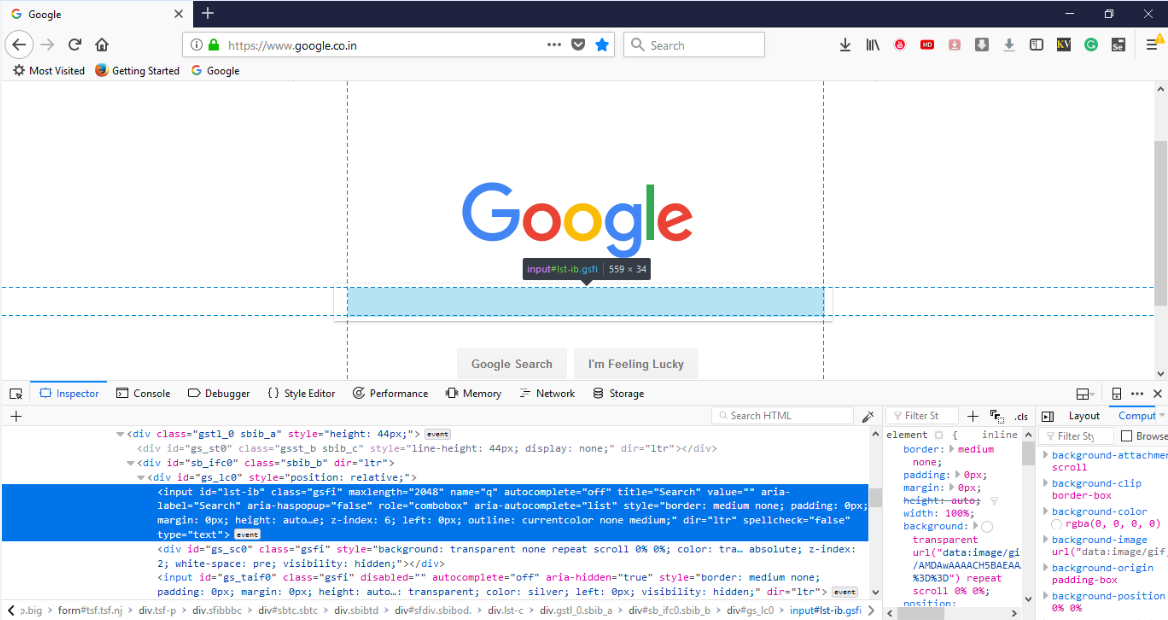 Google
https://www.google.co.in
Search
HD
KV
Se
Most Visited
Getting Started
Google
Google
input#lst-ib.gsfi | 559 × 34
Google Search
I'm Feeling Lucky
Inspector
Console
Debugger
{ } Style Editor
Performance
Memory
Network
Storage
+
Search HTML
Filter St
+
.cls
Layout
Comput
<div class="gstl_0 sbib_a" style="height: 44px;"> event
<div id="gs_st0" class="gsst_b sbib_c" style="line-height: 44px; display: none;" dir="ltr"></div>
<div id="sb_ifc0" class="sbib_b" dir="ltr">
<div id="gs_lc0" style="position: relative;">
<input id="lst-ib" class="gsfi" maxlength="2048" name="q" autocomplete="off" title="Search" value="" aria-
label="Search" aria-haspopup="false" role="combobox" aria-autocomplete="list" style="border: medium none; padding: 0px;
margin: 0px; height: auto…e; z-index: 6; left: 0px; outline: currentcolor none medium;" dir="ltr" spellcheck="false"
type="text"> event
<div id="gs_sc0" class="gsfi" style="background: transparent none repeat scroll 0% 0%; color: tra… absolute; z-index:
2; white-space: pre; visibility: hidden;"></div>
<input id="gs_taif0" class="gsfi" disabled="" autocomplete="off" aria-hidden="true" style="border: medium none;
padding: 0px; margin: 0px; height: auto…: transparent; color: silver; left: 0px; visibility: hidden;" dir="ltr"> event
element { inline
border: medium
none;
padding: 0px;
margin: 0px;
height: auto;
width: 100%;
background:
transparent
url("data:image/gi
/AMDAwAAAACH5BAEAA
%3D%3D") repeat
scroll 0% 0%;
position:
Filter Sty
Browse
background-attachmen
scroll
background-clip
border-box
background-color
rgba(0, 0, 0, 0)
background-image
url("data:image/gif
background-origin
padding-box
background-position
0% 0%
o.big > form#tsf.tsf.nj > div.tsf-p > div.sfibbbc > div#sbtc.sbtc > div.sbibtd > div#sfdiv.sbibod. > div.lst-c > div.gstl_0.sbib_a > div#sb_ifc0.sbib_b > div#gs_lc0 > input#lst-ib.gsfi